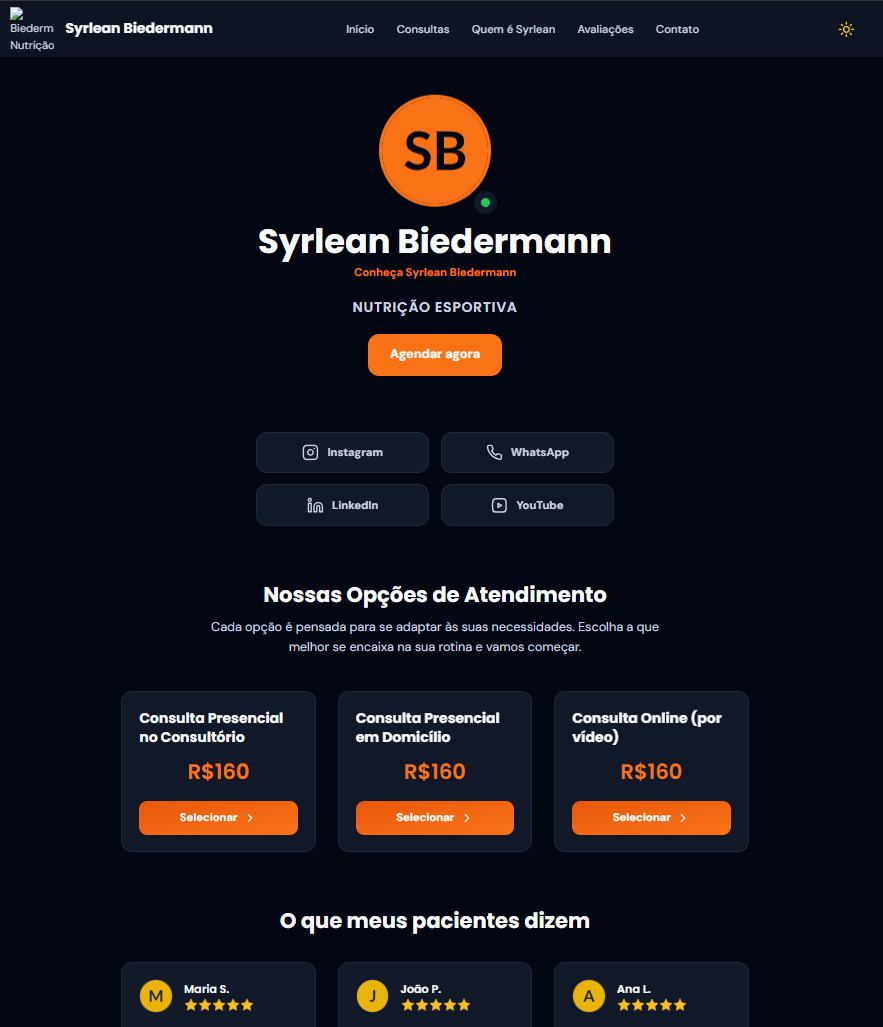 Biederm
Nutrição
Syrlean Biedermann
Início
Consultas
Quem é Syrlean
Avaliações
Contato
SB
Syrlean Biedermann
Conheça Syrlean Biedermann
NUTRIÇÃO ESPORTIVA
Agendar agora
Instagram
WhatsApp
LinkedIn
YouTube
Nossas Opções de Atendimento
Cada opção é pensada para se adaptar às suas necessidades. Escolha a que
melhor se encaixa na sua rotina e vamos começar.
Consulta Presencial
no Consultório
R$160
Selecionar
Consulta Presencial
em Domicílio
R$160
Selecionar
Consulta Online (por
vídeo)
R$160
Selecionar
O que meus pacientes dizem
M
Maria S.
J
João P.
A
Ana L.